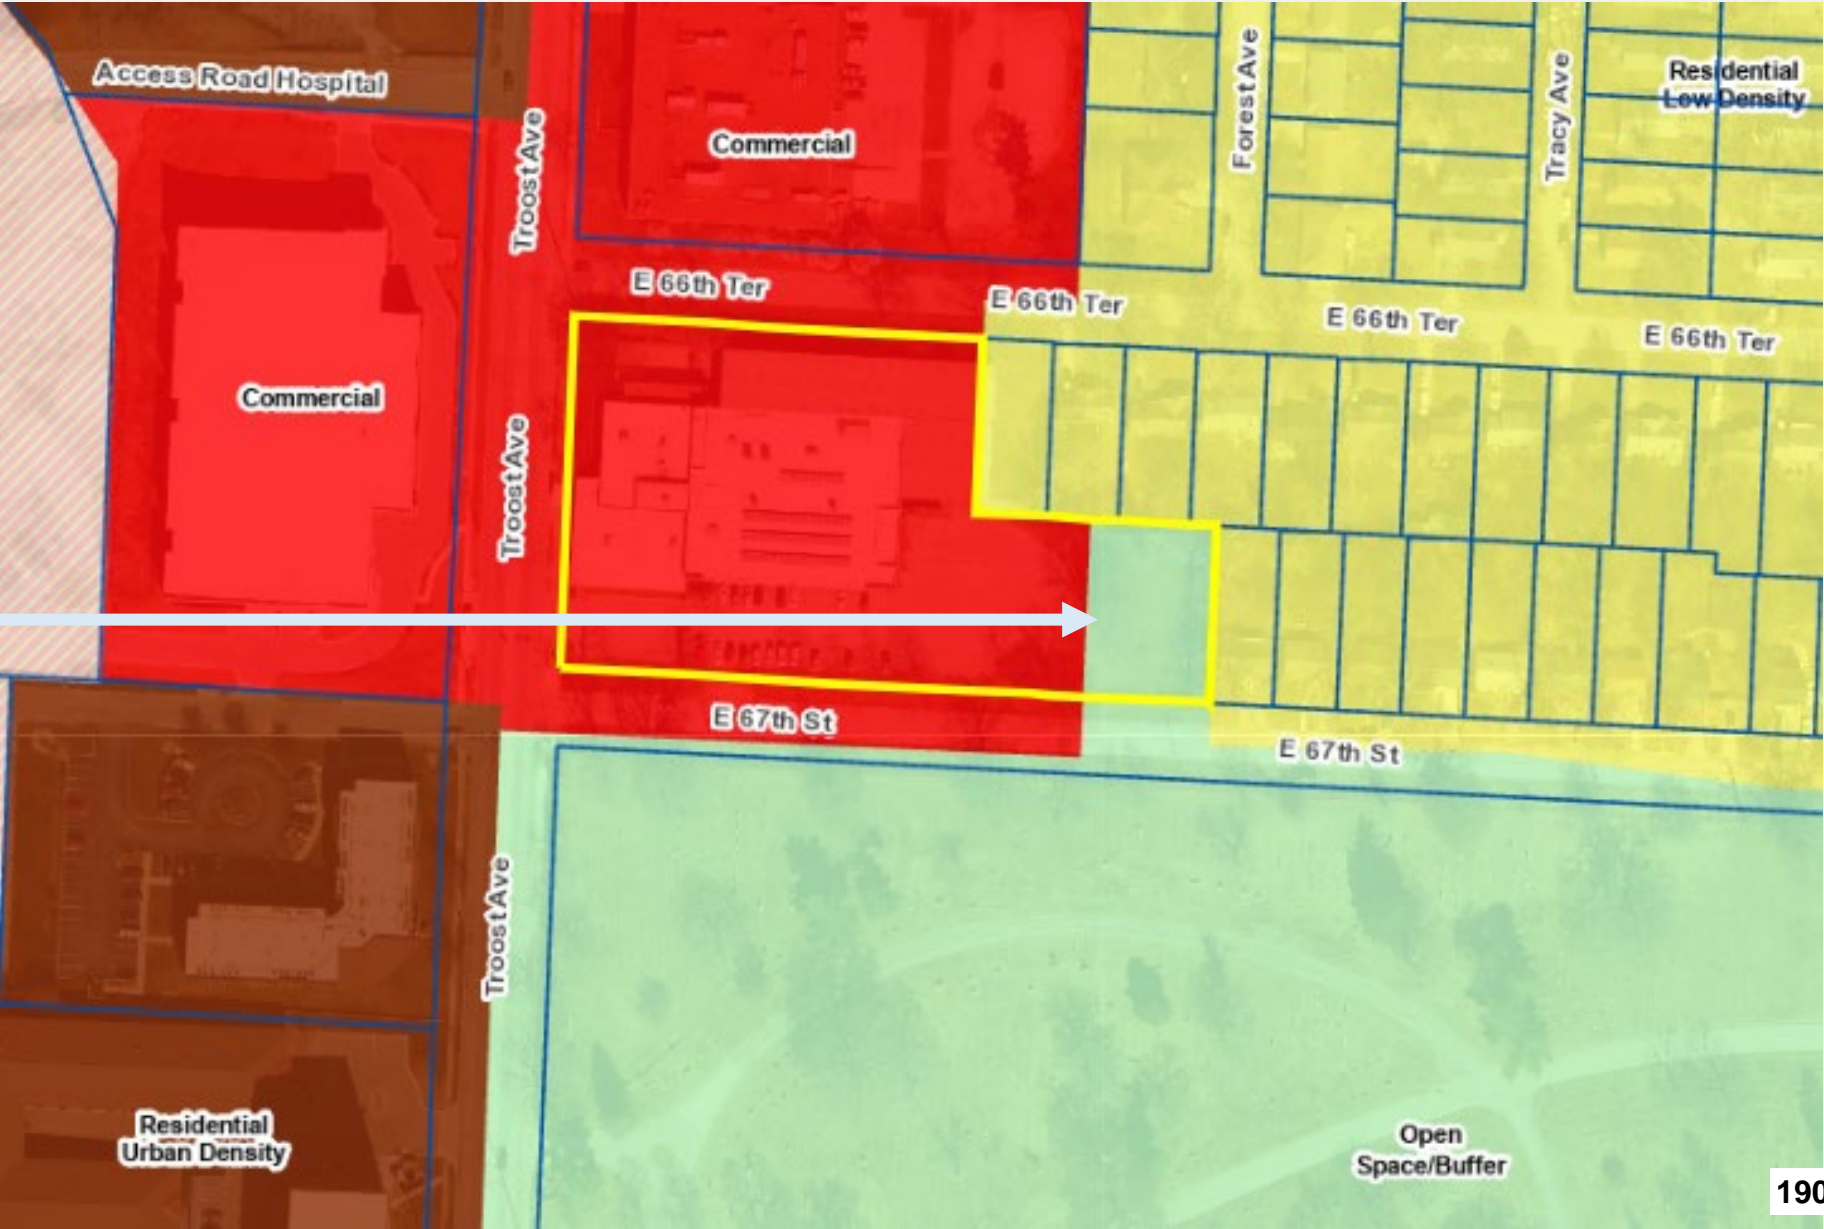 Access Road Hospital
Troost Ave
Commercial
Forest Ave
Tracy Ave
Residential
Low Density
E 66th Ter
E 66th Ter
E 66th Ter
E 66th Ter
Commercial
Troost Ave
E 67th St
E 67th St
Troost Ave
Residential
Urban Density
Open
Space/Buffer
190